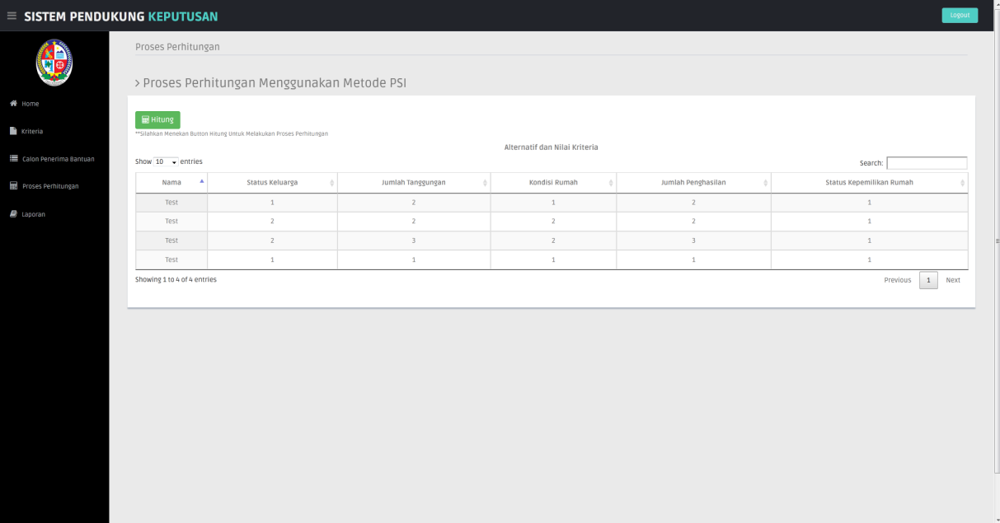 SISTEM PENDUKUNG KEPUTUSAN
Logout
Home
Kriteria
Calon Penerima Bantuan
Proses Perhitungan
Laporan
Proses Perhitungan
> Proses Perhitungan Menggunakan Metode PSI
Hitung
**Silahkan Menekan Button Hitung Untuk Melakukan Proses Perhitungan
Alternatif dan Nilai Kriteria
Show 10 entries
Search:
Nama Status Keluarga Jumlah Tanggungan Kondisi Rumah Jumlah Penghasilan Status Kepemilikan Rumah
Test 1 2 1 2 1
Test 2 2 2 2 1
Test 2 3 2 3 1
Test 1 1 1 1 1
Showing 1 to 4 of 4 entries
Previous 1 Next